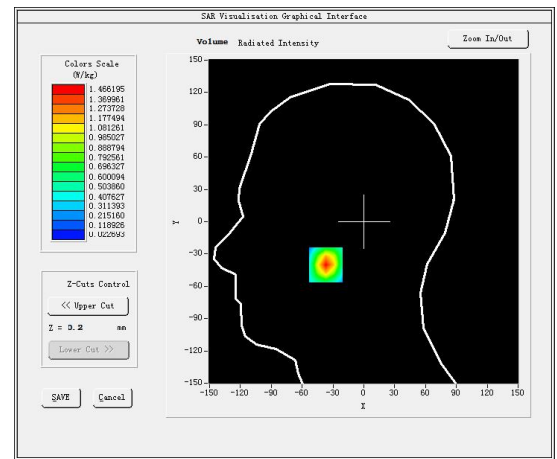 SAR Visualisation Graphical Interface
Volume Radiated Intensity
Zoom In/Out
Colors Scale
(W/kg)
1.466195
1.369961
1.273728
1.177494
1.081261
0.985027
0.888794
0.792561
0.696327
0.600094
0.503860
0.407627
0.311393
0.215160
0.118926
0.022693
Z-Cuts Control
<< Upper Cut
Z = 0.2 mm
Lower Cut >>
SAVE Cancel
150
90
60
30
0
-30
-60
-90
-120
-150
Y
-150 -120 -90 -60 -30 0 30 60 90 120 150
X